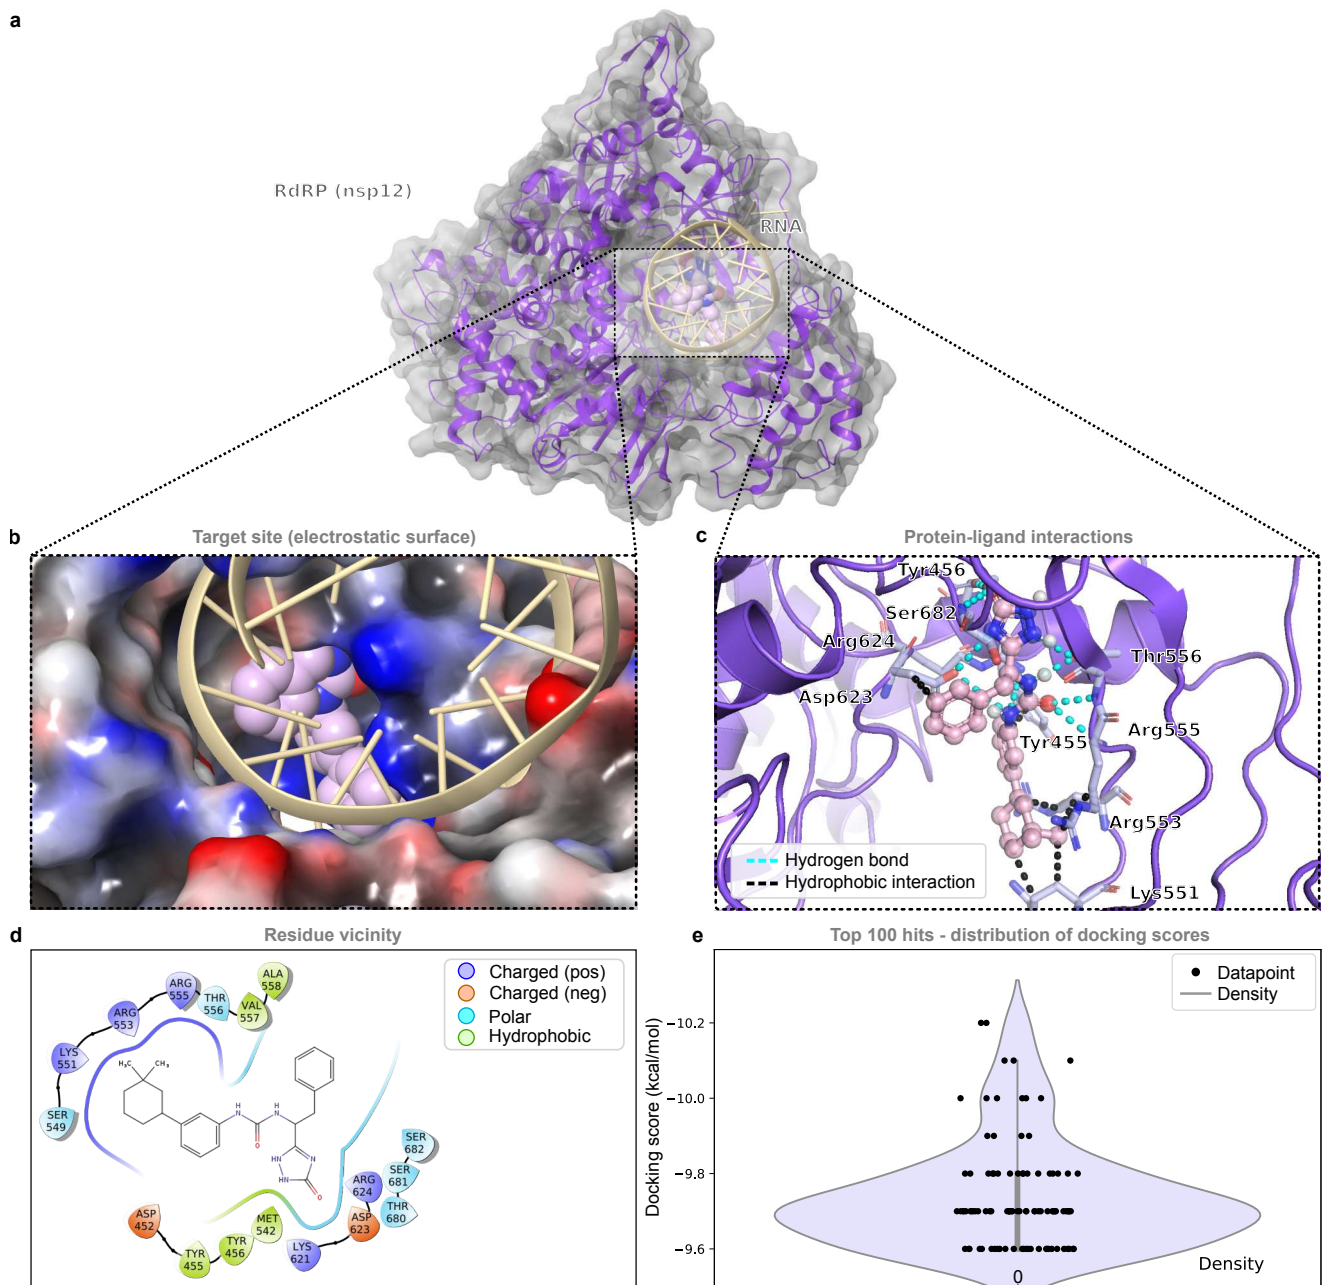 a
RdRP (nsp12)
RNA
b
Target site (electrostatic surface)
c
Protein-ligand interactions
Tyr456
Ser682
Arg624
Thr556
Asp623
Tyr455
Arg555
Arg553
Lys551
Hydrogen bond
Hydrophobic interaction
d
Residue vicinity
ALA
558
VAL
557
THR
556
ARG
555
ARG
553
LYS
551
SER
549
Charged (pos)
Charged (neg)
Polar
Hydrophobic
H₃C
CH₃
H
N
H
N
O
HN
N
HN
O
SER
682
SER
681
THR
680
ARG
624
ASP
623
LYS
621
MET
542
TYR
456
TYR
455
ASP
452
e
Top 100 hits - distribution of docking scores
Datapoint
Density
Docking score (kcal/mol)
−10.2
−10.0
−9.8
−9.6
0
Density